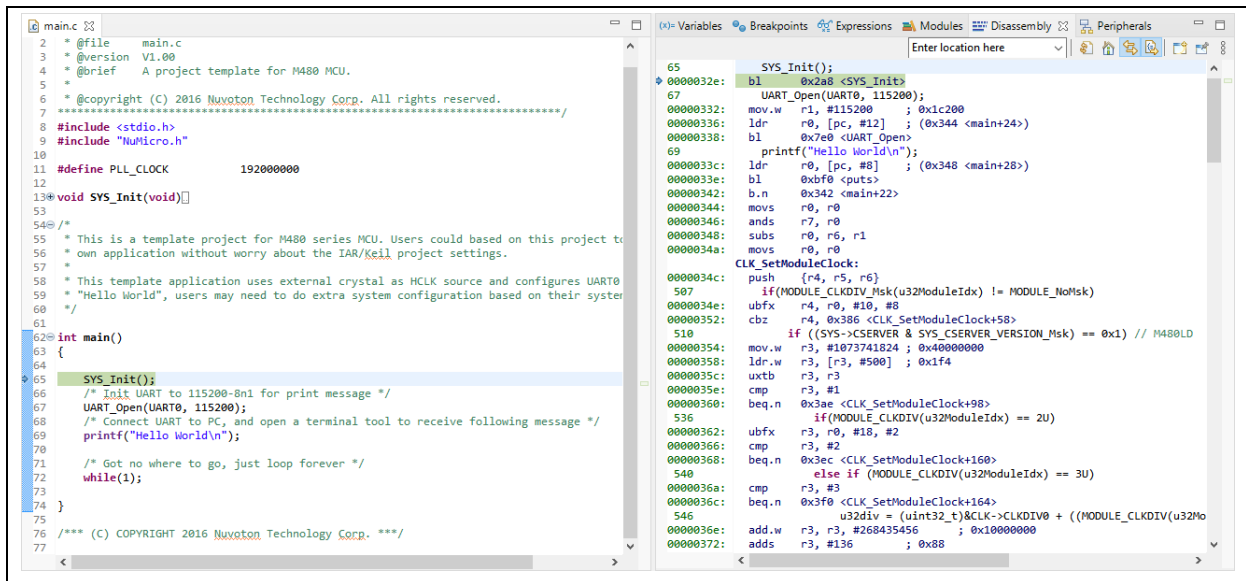 main.c
2 * @file main.c
3 * @version V1.00
4 * @brief A project template for M480 MCU.
5 *
6 * @copyright (C) 2016 Nuvoton Technology Corp. All rights reserved.
7 ******************************************************************************/
8 #include <stdio.h>
9 #include "NuMicro.h"
10
11 #define PLL_CLOCK 192000000
12
13 void SYS_Init(void)
53
54 /*
55 * This is a template project for M480 series MCU. Users could based on this project to
56 * own application without worry about the IAR/Keil project settings.
57 *
58 * This template application uses external crystal as HCLK source and configures UART0
59 * "Hello World", users may need to do extra system configuration based on their system
60 */
61
62 int main()
63 {
64
65 SYS_Init();
66 /* Init UART to 115200-8n1 for print message */
67 UART_Open(UART0, 115200);
68 /* Connect UART to PC, and open a terminal tool to receive following message */
69 printf("Hello World\n");
70
71 /* Got no where to go, just loop forever */
72 while(1);
73
74 }
75
76 /*** (C) COPYRIGHT 2016 Nuvoton Technology Corp. ***/
77
(x)= Variables Breakpoints Expressions Modules Disassembly Peripherals
Enter location here
65 SYS_Init();
0000032e: bl 0x2a8 <SYS_Init>
67 UART_Open(UART0, 115200);
00000332: mov.w r1, #115200 ; 0x1c200
00000336: ldr r0, [pc, #12] ; (0x344 <main+24>)
00000338: bl 0x7e0 <UART_Open>
69 printf("Hello World\n");
0000033c: ldr r0, [pc, #8] ; (0x348 <main+28>)
0000033e: bl 0xbf0 <puts>
00000342: b.n 0x342 <main+22>
00000344: movs r0, r0
00000346: ands r7, r0
00000348: subs r0, r6, r1
0000034a: movs r0, r0
CLK_SetModuleClock:
0000034c: push {r4, r5, r6}
507 if(MODULE_CLKDIV_Msk(u32ModuleIdx) != MODULE_NoMsk)
0000034e: ubfx r4, r0, #10, #8
00000352: cbz r4, 0x386 <CLK_SetModuleClock+58>
510 if ((SYS->CSERVER & SYS_CSERVER_VERSION_Msk) == 0x1) // M480LD
00000354: mov.w r3, #1073741824 ; 0x40000000
00000358: ldr.w r3, [r3, #500] ; 0x1f4
0000035c: uxtb r3, r3
0000035e: cmp r3, #1
00000360: beq.n 0x3ae <CLK_SetModuleClock+98>
536 if(MODULE_CLKDIV(u32ModuleIdx) == 2U)
00000362: ubfx r3, r0, #18, #2
00000366: cmp r3, #2
00000368: beq.n 0x3ec <CLK_SetModuleClock+160>
540 else if (MODULE_CLKDIV(u32ModuleIdx) == 3U)
0000036a: cmp r3, #3
0000036c: beq.n 0x3f0 <CLK_SetModuleClock+164>
546 u32div = (uint32_t)&CLK->CLKDIV0 + ((MODULE_CLKDIV(u32Mo
0000036e: add.w r3, r3, #268435456 ; 0x10000000
00000372: adds r3, #136 ; 0x88